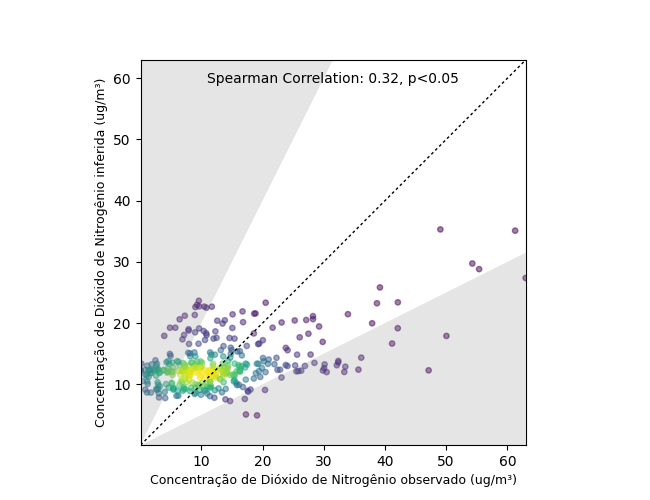 Spearman Correlation: 0.32, p<0.05
Concentração de Dióxido de Nitrogênio inferida (ug/m³)
60
50
40
30
20
10
10 20 30 40 50 60
Concentração de Dióxido de Nitrogênio observado (ug/m³)